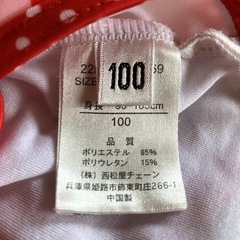 100
SIZE
身長 95-105cm
100
品質
ポリエステル 85%
ポリウレタン 15%
(株)西松屋チェーン
兵庫県姫路市飾東町庄266-1
中国製